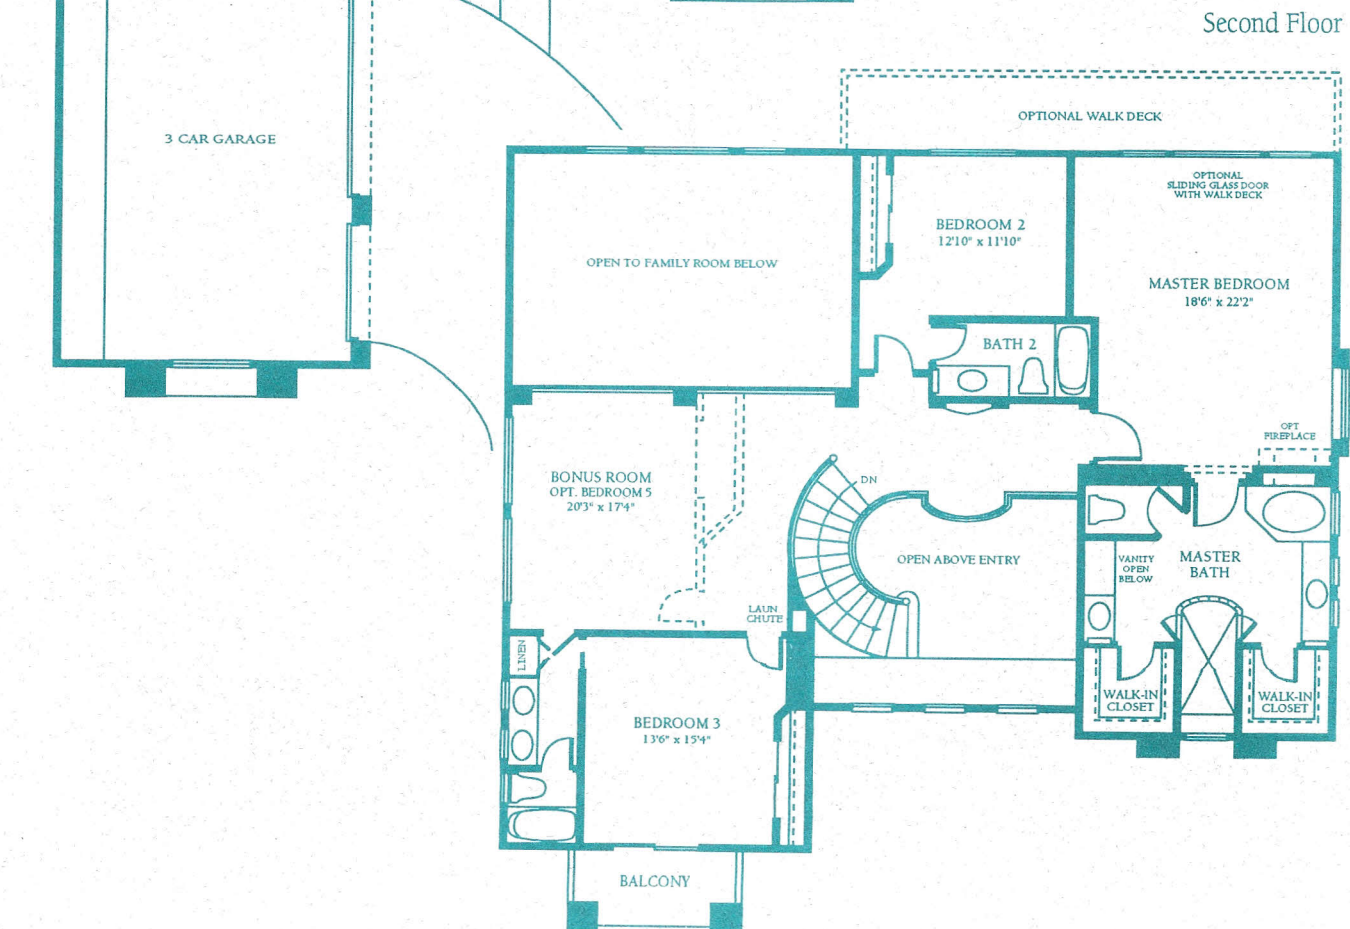 Second Floor
3 CAR GARAGE
OPTIONAL WALK DECK
OPTIONAL
SLIDING GLASS DOOR
WITH WALK DECK
BEDROOM 2
12'10" x 11'10"
OPEN TO FAMILY ROOM BELOW
MASTER BEDROOM
18'6" x 22'2"
BATH 2
OPT
FIREPLACE
BONUS ROOM
OPT. BEDROOM 5
20'3" x 17'4"
DN
OPEN ABOVE ENTRY
VANITY
OPEN
BELOW
MASTER
BATH
LAUN
CHUTE
LINEN
BEDROOM 3
13'6" x 15'4"
WALK-IN
CLOSET
WALK-IN
CLOSET
BALCONY